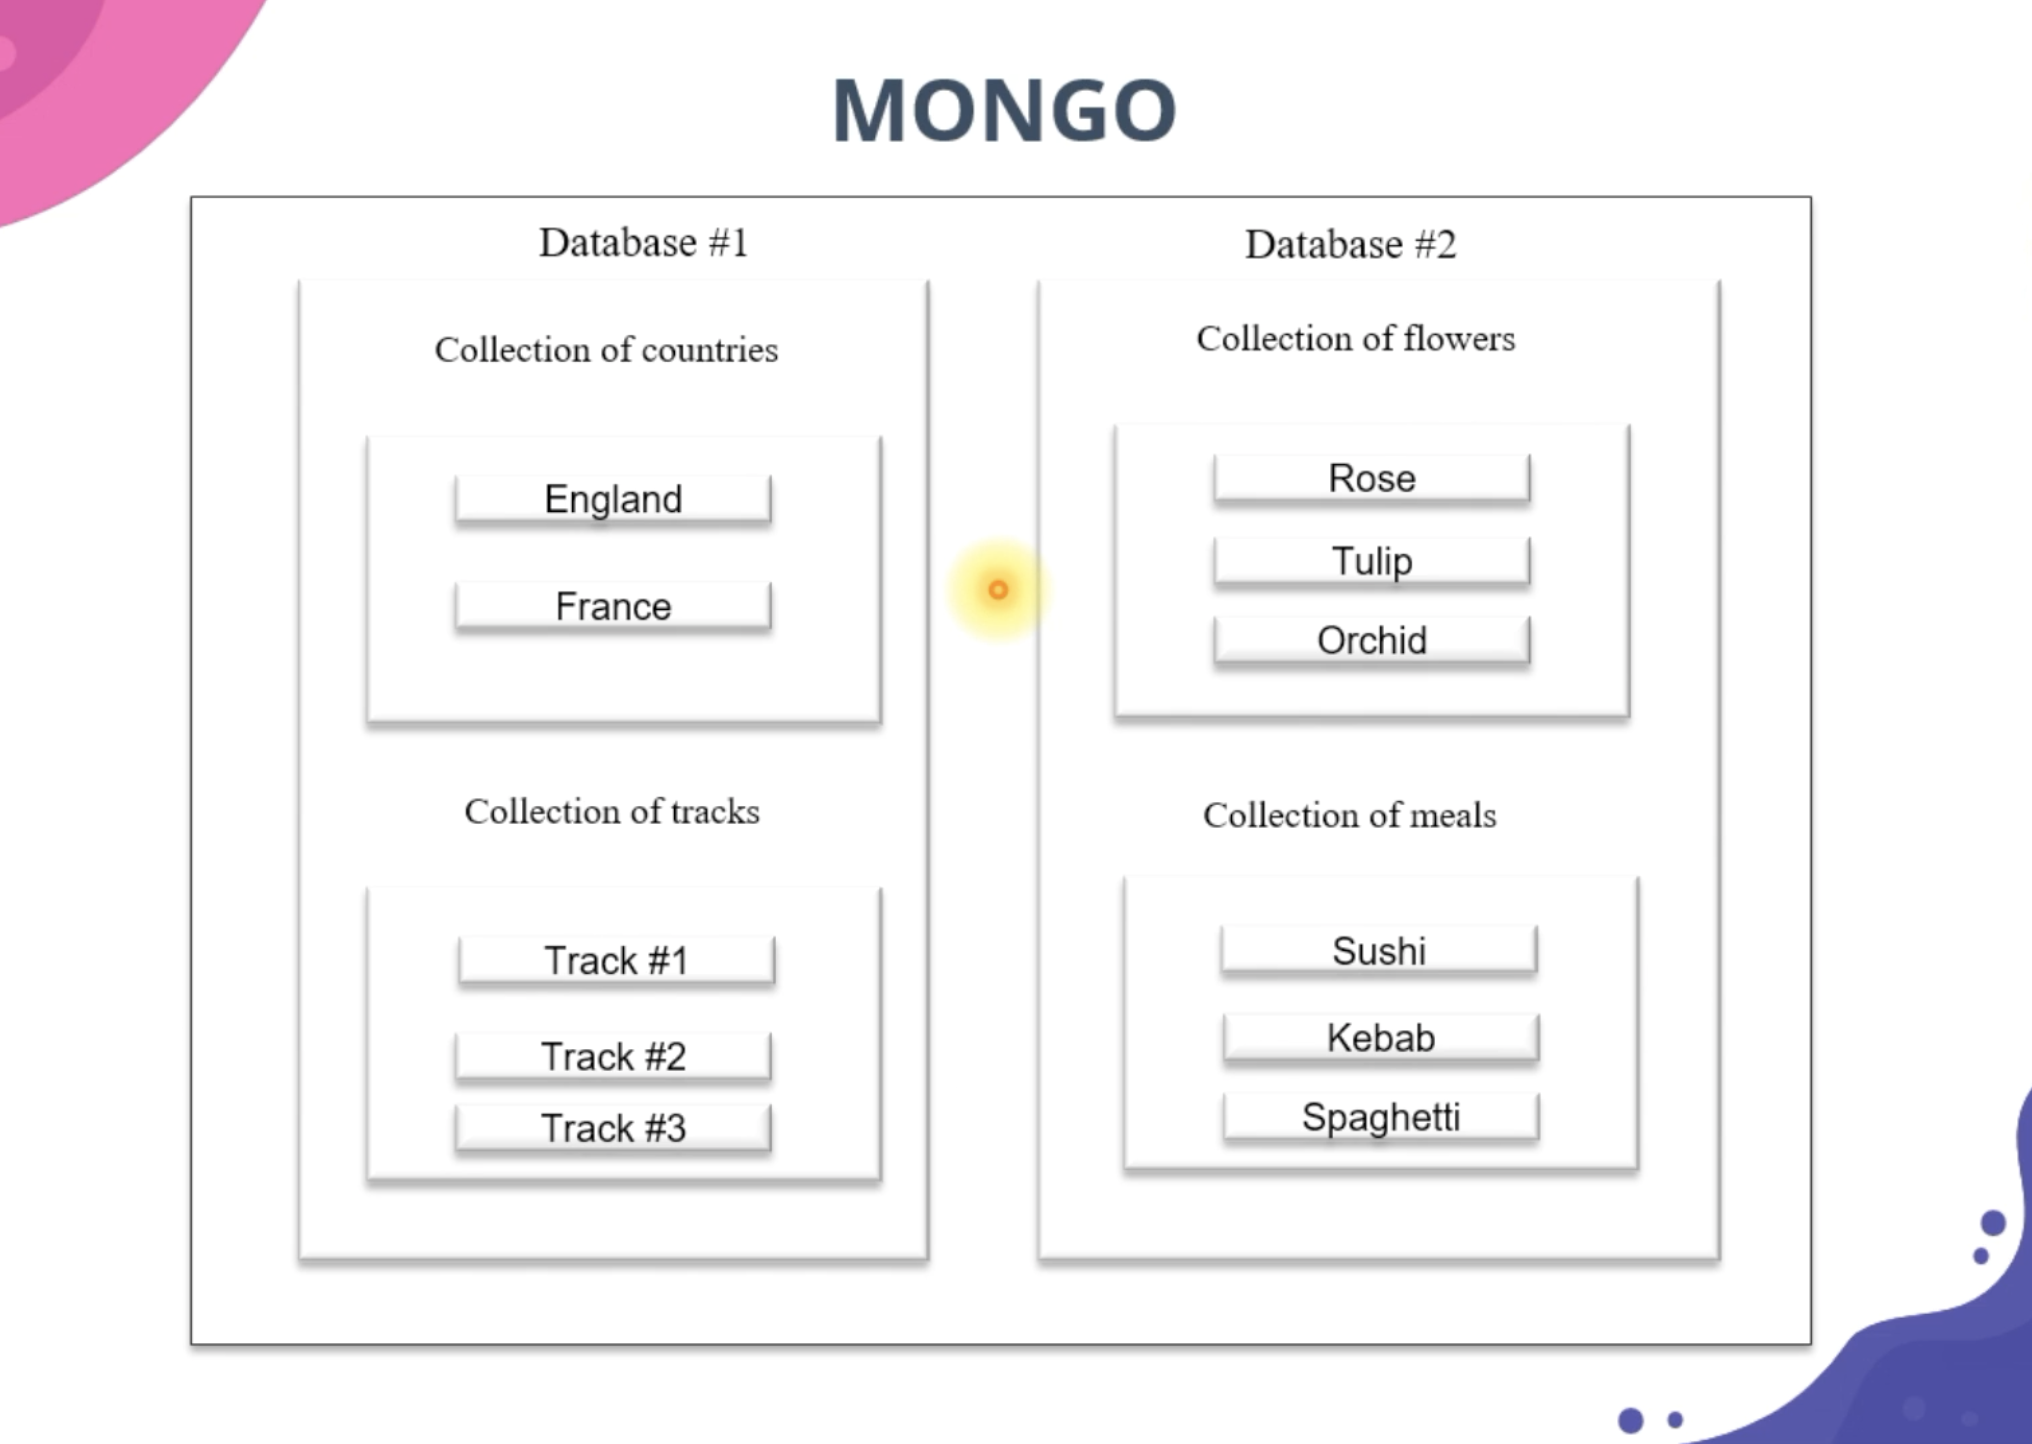 MONGO
Database #1
Collection of countries
England
France
Collection of tracks
Track #1
Track #2
Track #3
Database #2
Collection of flowers
Rose
Tulip
Orchid
Collection of meals
Sushi
Kebab
Spaghetti